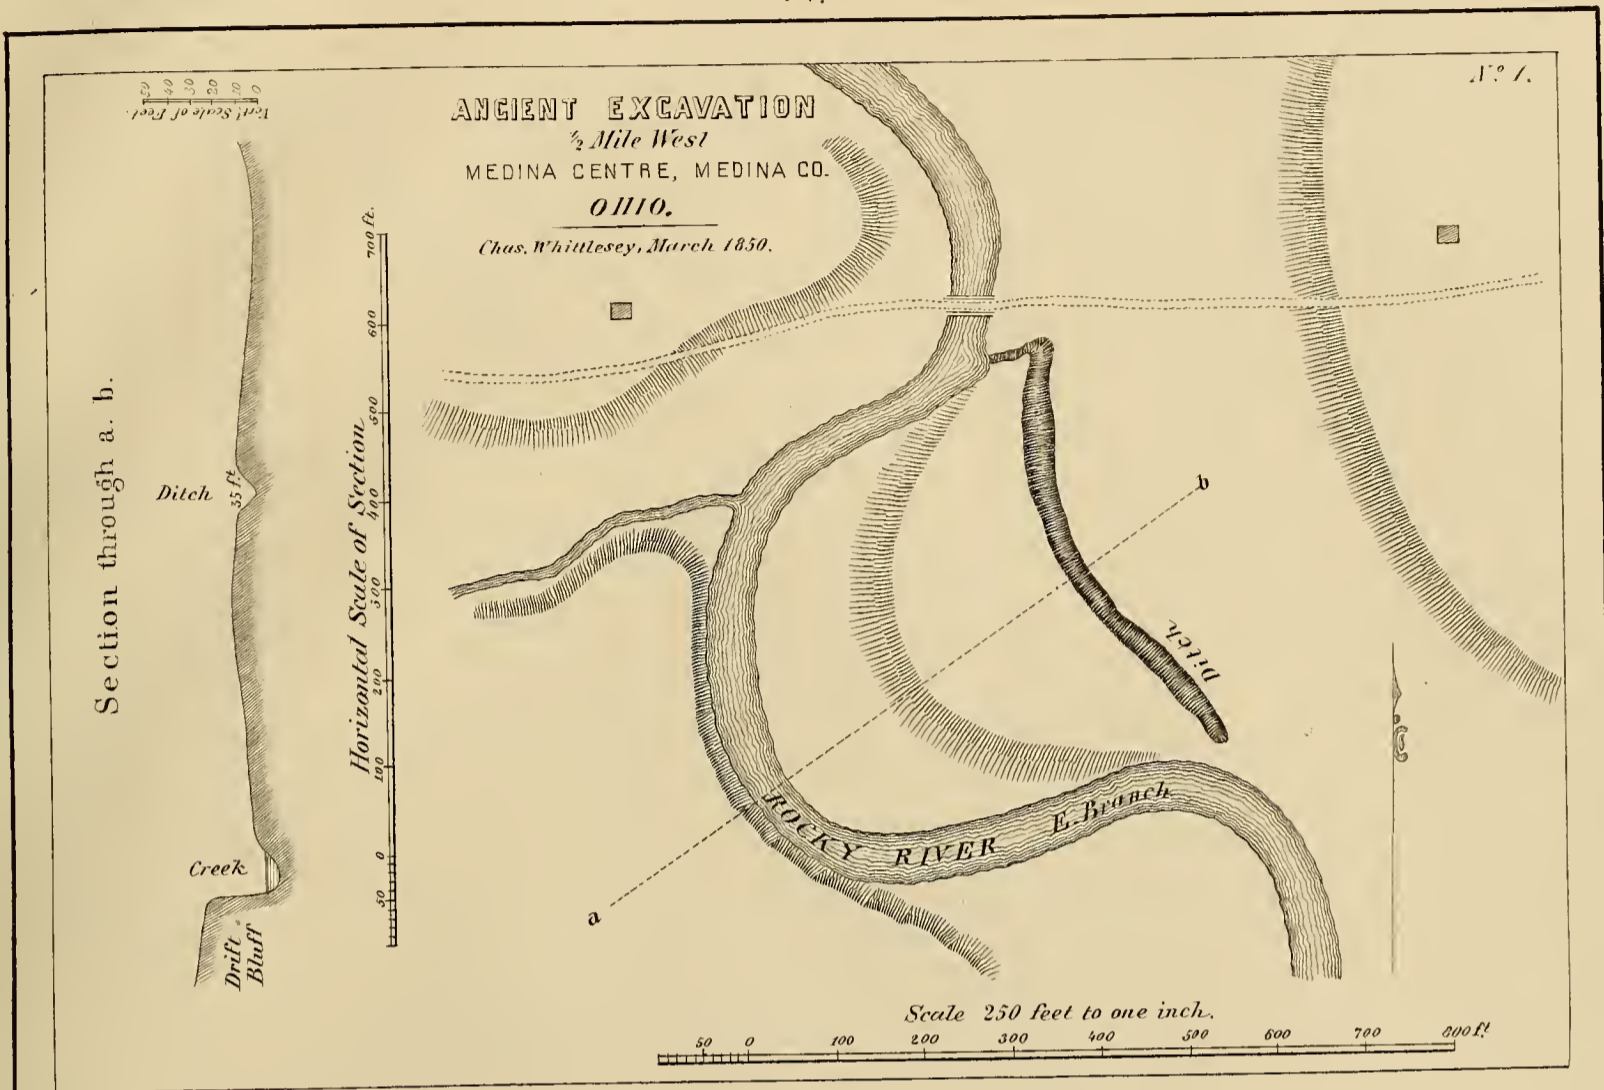 No. 1.
ANCIENT EXCAVATION
1/2 Mile West
MEDINA CENTRE, MEDINA CO.
OHIO.
Chas. Whittlesey, March 1850.
50 40 30 20 10 0
Vert.l Scale of Feet.
Section through a. b.
Ditch
35 ft
Creek
Drift
Bluff
Horizontal Scale of Section
50 0 100 200 300 400 500 600 700 ft.
b
Ditch
a
ROCKY RIVER E. Branch
Scale 250 feet to one inch.
50 0 100 200 300 400 500 600 700 800 ft.